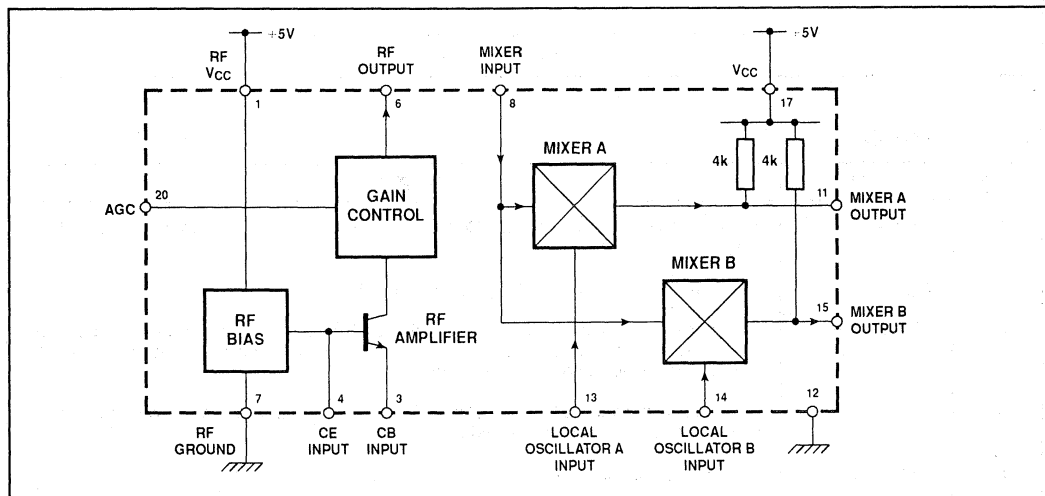 +5V
+5V
RF
VCC
RF
OUTPUT
MIXER
INPUT
VCC
1
6
8
17
MIXER A
4k
4k
20
AGC
GAIN
CONTROL
11
MIXER A
OUTPUT
MIXER B
RF
BIAS
RF
AMPLIFIER
15
MIXER B
OUTPUT
7
4
3
13
14
12
RF
GROUND
CE
INPUT
CB
INPUT
LOCAL
OSCILLATOR A
INPUT
LOCAL
OSCILLATOR B
INPUT